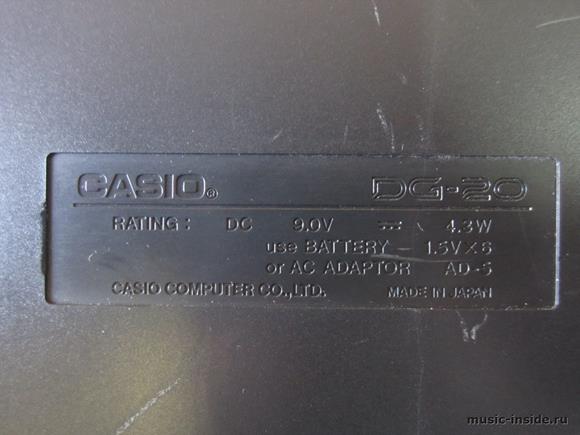 CASIO® DG-20
RATING: DC 9.0V ⎓ 4.3W
use BATTERY 1.5V X 6
or AC ADAPTOR AD-5
CASIO COMPUTER CO.,LTD. MADE IN JAPAN
music-inside.ru